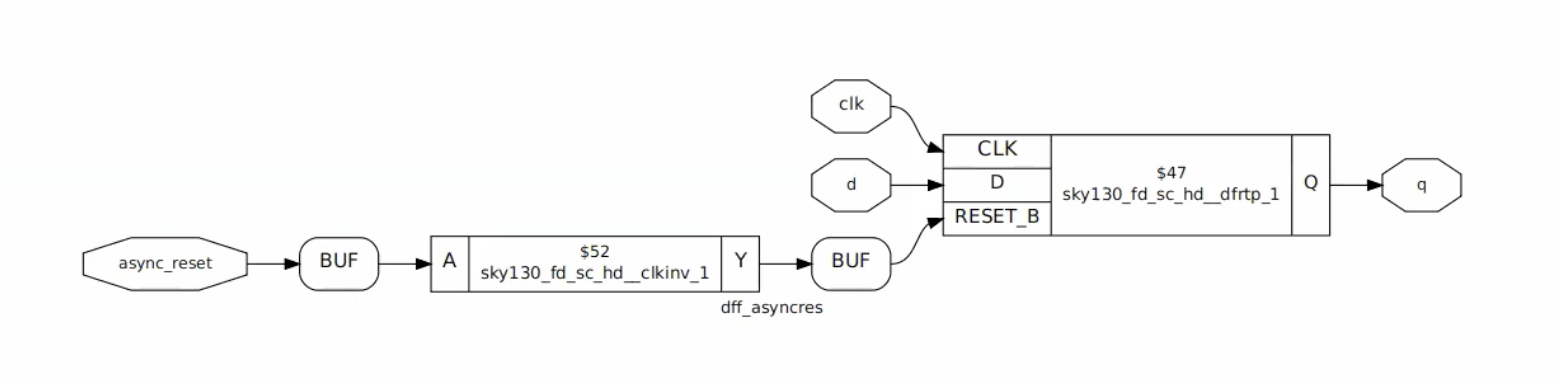 clk
CLK
$47
d
D
sky130_fd_sc_hd__dfrtp_1
Q
q
RESET_B
async_reset
BUF
A
$52
sky130_fd_sc_hd__clkinv_1
Y
BUF
dff_asyncres